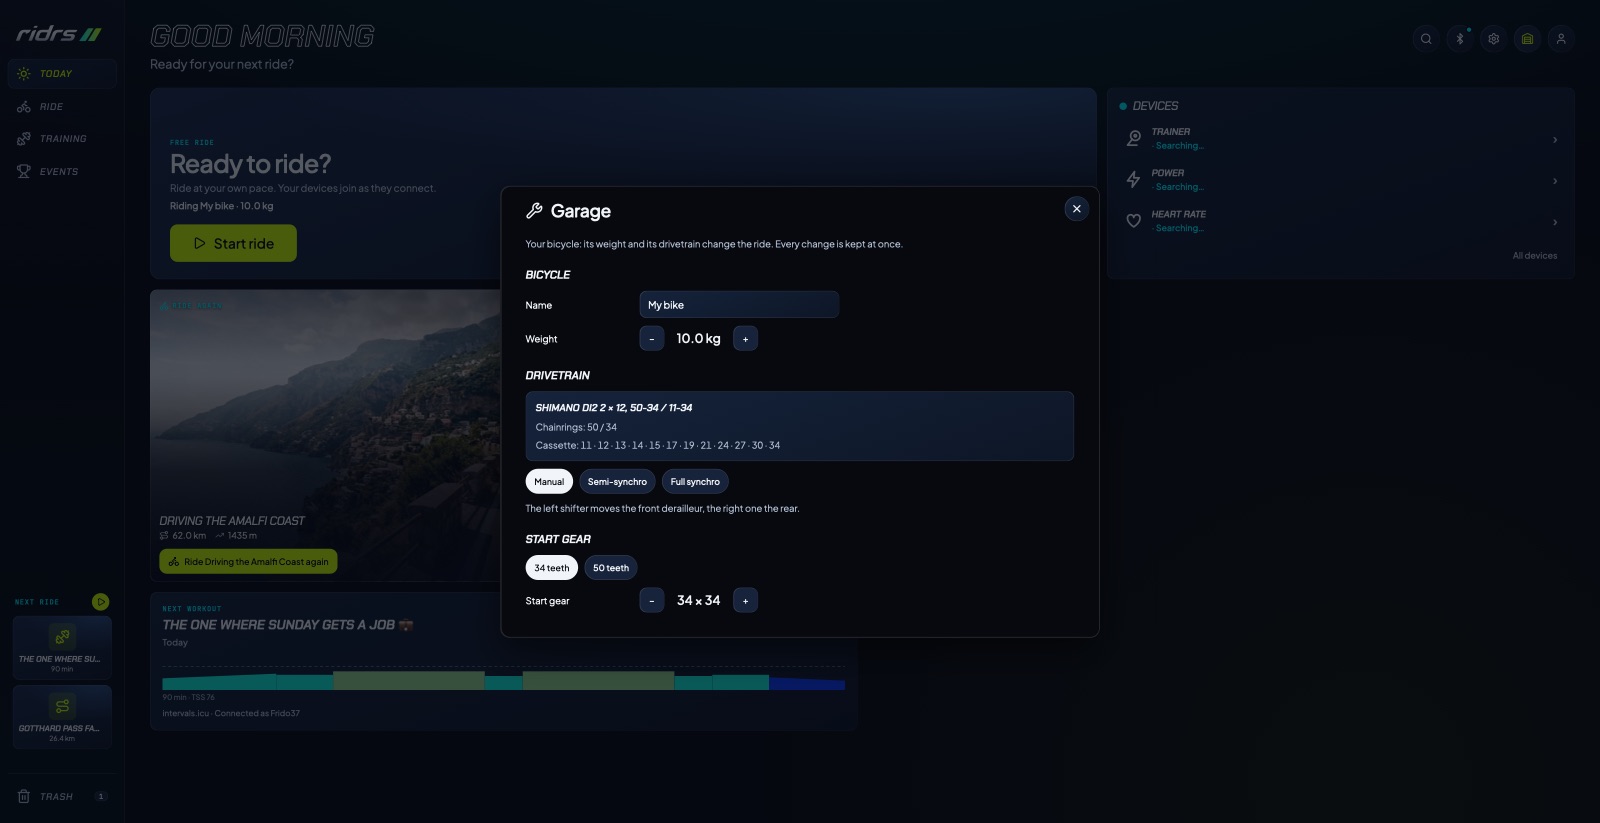 ridrs
GOOD MORNING
Ready for your next ride?
TODAY
RIDE
TRAINING
EVENTS
FREE RIDE
Ready to ride?
Ride at your own pace. Your devices join as they connect.
Riding My bike · 10.0 kg
Start ride
DEVICES
TRAINER
· Searching...
POWER
· Searching...
HEART RATE
· Searching...
All devices
Garage
Your bicycle: its weight and its drivetrain change the ride. Every change is kept at once.
BICYCLE
Name
My bike
Weight
−
10.0 kg
+
DRIVETRAIN
SHIMANO DI2 2 × 12, 50-34 / 11-34
Chainrings: 50 / 34
Cassette: 11 · 12 · 13 · 14 · 15 · 17 · 19 · 21 · 24 · 27 · 30 · 34
Manual
Semi-synchro
Full synchro
The left shifter moves the front derailleur, the right one the rear.
START GEAR
34 teeth
50 teeth
Start gear
−
34 x 34
+
RIDE AGAIN
DRIVING THE AMALFI COAST
62.0 km
1435 m
Ride Driving the Amalfi Coast again
NEXT WORKOUT
THE ONE WHERE SUNDAY GETS A JOB 💼
Today
90 min · TSS 76
intervals.icu · Connected as Frido37
NEXT RIDE
THE ONE WHERE SU...
90 min
GOTTHARD PASS FA...
26.4 km
TRASH
1